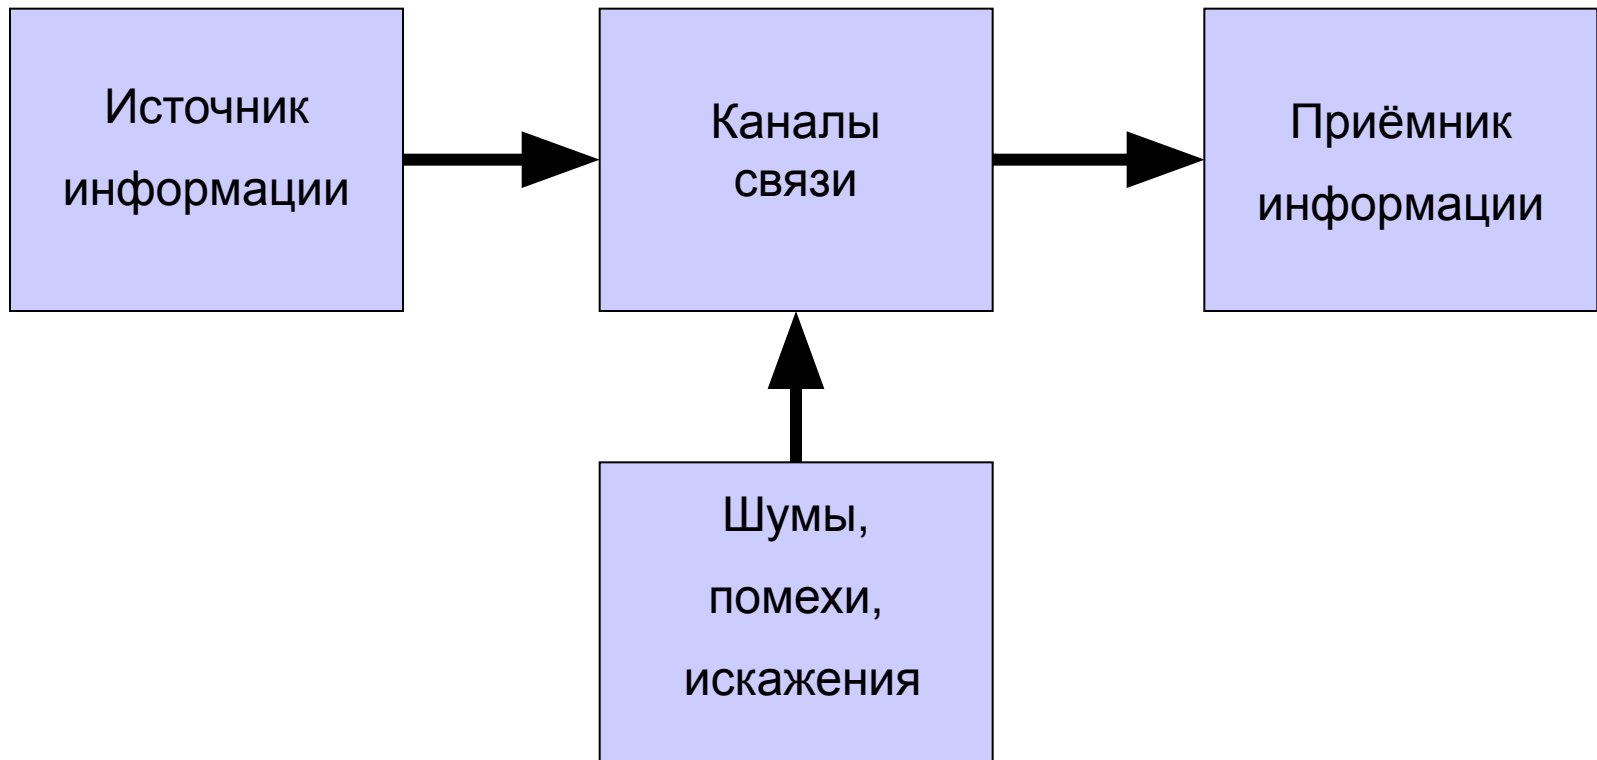 Источник
информации
Каналы
связи
Приёмник
информации
Шумы,
помехи,
искажения